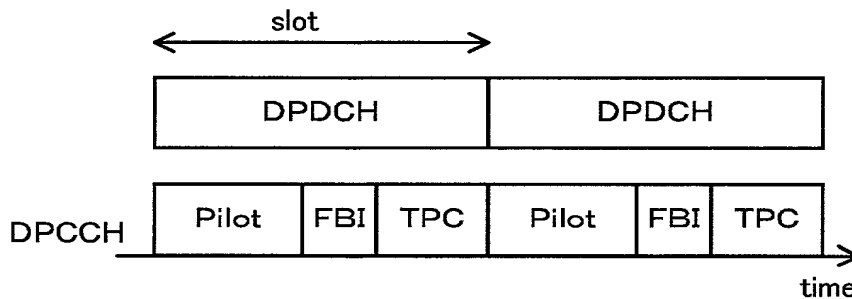 slot
DPDCH DPDCH
DPCCH Pilot FBI TPC Pilot FBI TPC
time